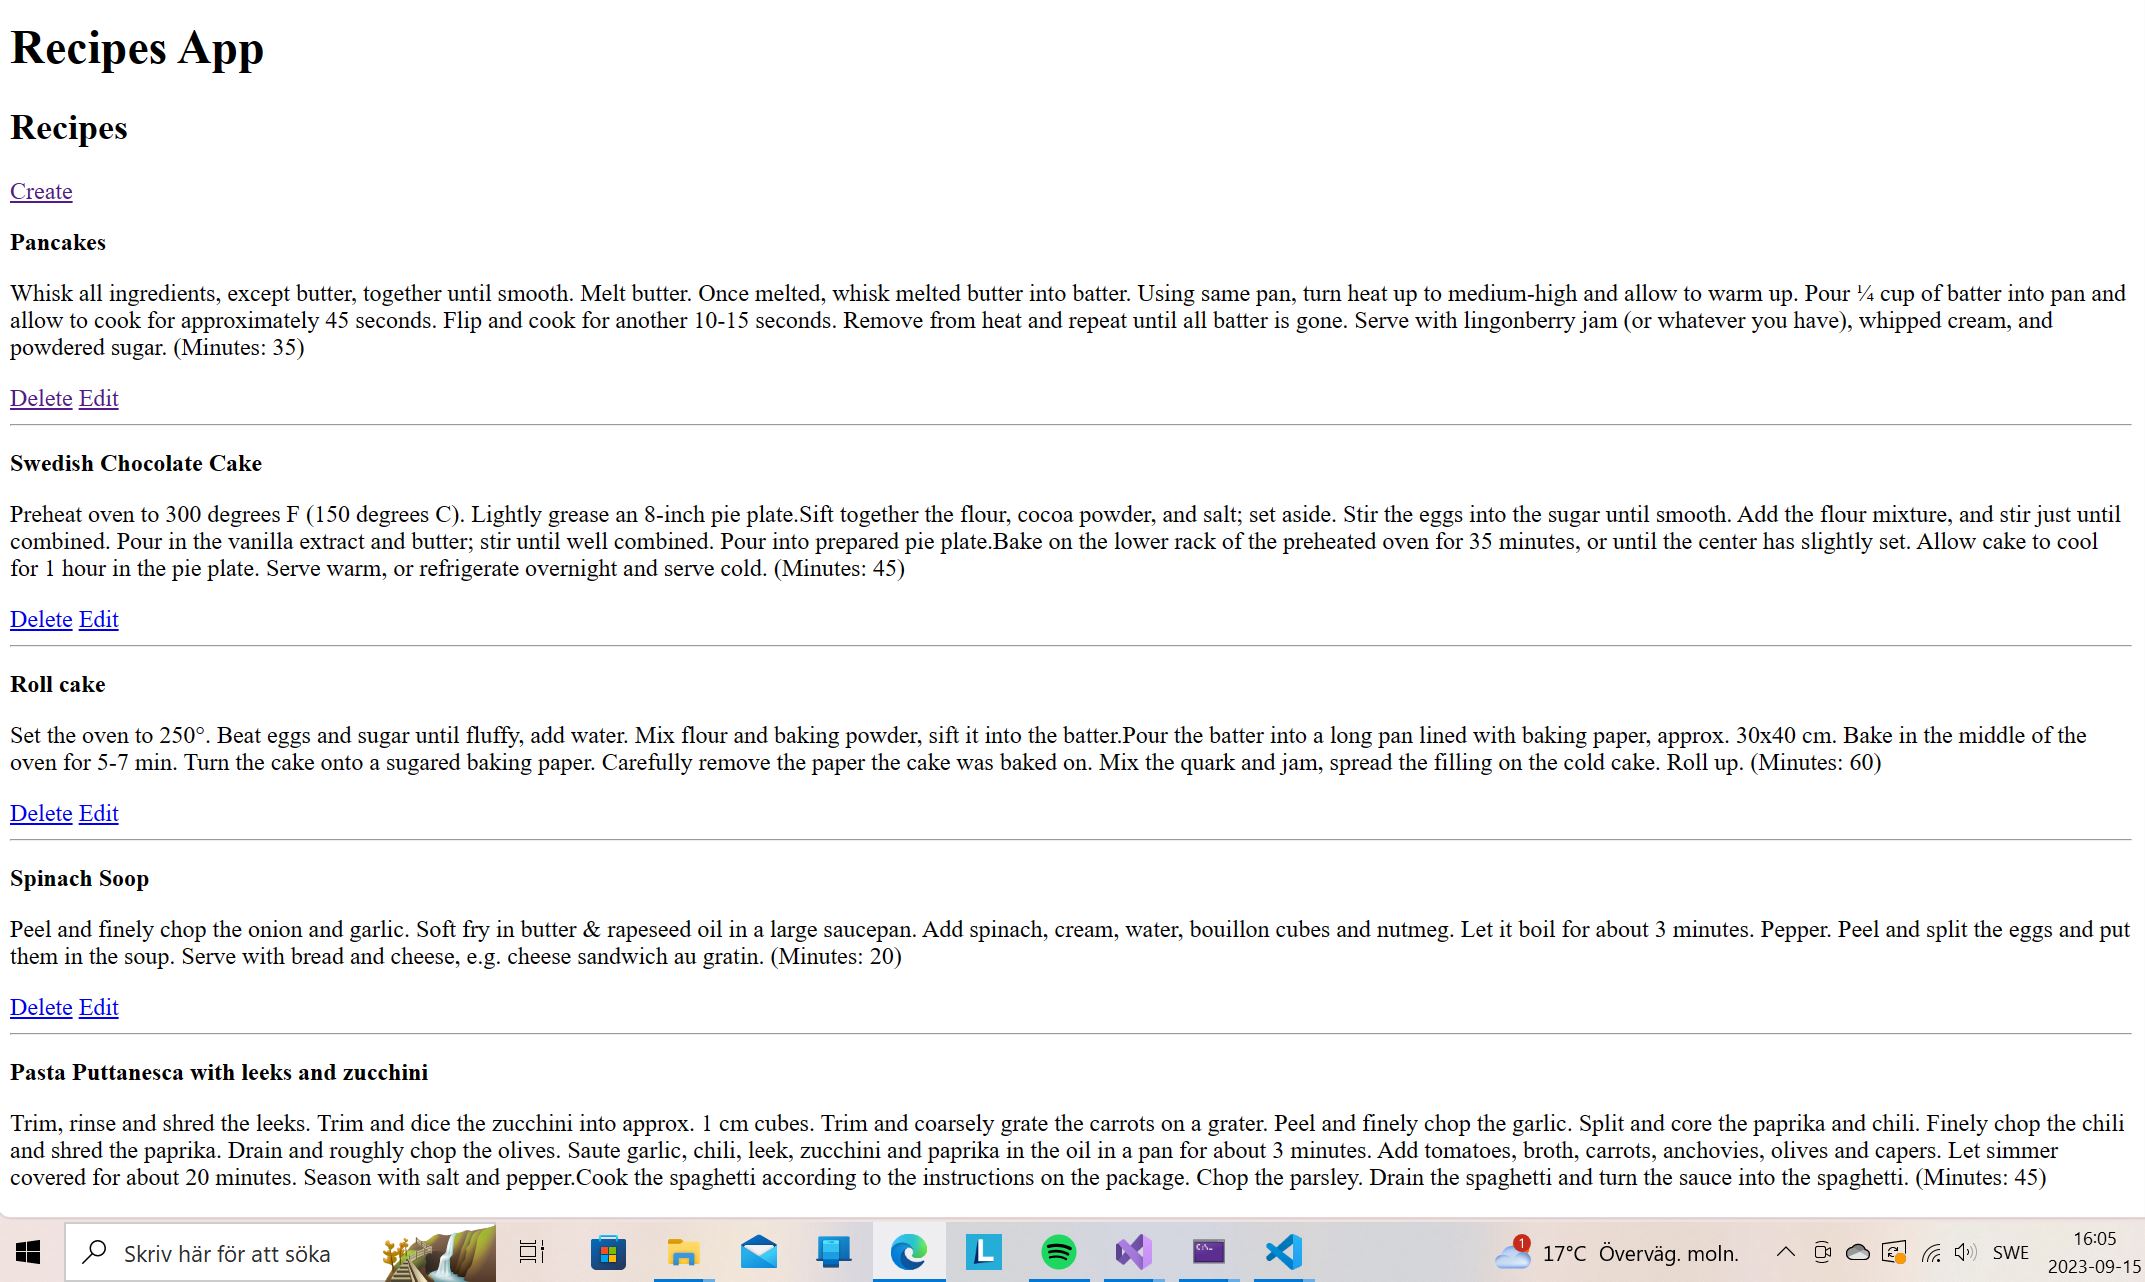 Recipes App
Recipes
Create
Pancakes
Whisk all ingredients, except butter, together until smooth. Melt butter. Once melted, whisk melted butter into batter. Using same pan, turn heat up to medium-high and allow to warm up. Pour ¼ cup of batter into pan and
allow to cook for approximately 45 seconds. Flip and cook for another 10-15 seconds. Remove from heat and repeat until all batter is gone. Serve with lingonberry jam (or whatever you have), whipped cream, and
powdered sugar. (Minutes: 35)
Delete Edit
Swedish Chocolate Cake
Preheat oven to 300 degrees F (150 degrees C). Lightly grease an 8-inch pie plate.Sift together the flour, cocoa powder, and salt; set aside. Stir the eggs into the sugar until smooth. Add the flour mixture, and stir just until
combined. Pour in the vanilla extract and butter; stir until well combined. Pour into prepared pie plate.Bake on the lower rack of the preheated oven for 35 minutes, or until the center has slightly set. Allow cake to cool
for 1 hour in the pie plate. Serve warm, or refrigerate overnight and serve cold. (Minutes: 45)
Delete Edit
Roll cake
Set the oven to 250°. Beat eggs and sugar until fluffy, add water. Mix flour and baking powder, sift it into the batter.Pour the batter into a long pan lined with baking paper, approx. 30x40 cm. Bake in the middle of the
oven for 5-7 min. Turn the cake onto a sugared baking paper. Carefully remove the paper the cake was baked on. Mix the quark and jam, spread the filling on the cold cake. Roll up. (Minutes: 60)
Delete Edit
Spinach Soop
Peel and finely chop the onion and garlic. Soft fry in butter & rapeseed oil in a large saucepan. Add spinach, cream, water, bouillon cubes and nutmeg. Let it boil for about 3 minutes. Pepper. Peel and split the eggs and put
them in the soup. Serve with bread and cheese, e.g. cheese sandwich au gratin. (Minutes: 20)
Delete Edit
Pasta Puttanesca with leeks and zucchini
Trim, rinse and shred the leeks. Trim and dice the zucchini into approx. 1 cm cubes. Trim and coarsely grate the carrots on a grater. Peel and finely chop the garlic. Split and core the paprika and chili. Finely chop the chili
and shred the paprika. Drain and roughly chop the olives. Saute garlic, chili, leek, zucchini and paprika in the oil in a pan for about 3 minutes. Add tomatoes, broth, carrots, anchovies, olives and capers. Let simmer
covered for about 20 minutes. Season with salt and pepper.Cook the spaghetti according to the instructions on the package. Chop the parsley. Drain the spaghetti and turn the sauce into the spaghetti. (Minutes: 45)
Skriv här för att söka
L
C:\_
1
17°C Överväg. moln.
SWE
16:05
2023-09-15